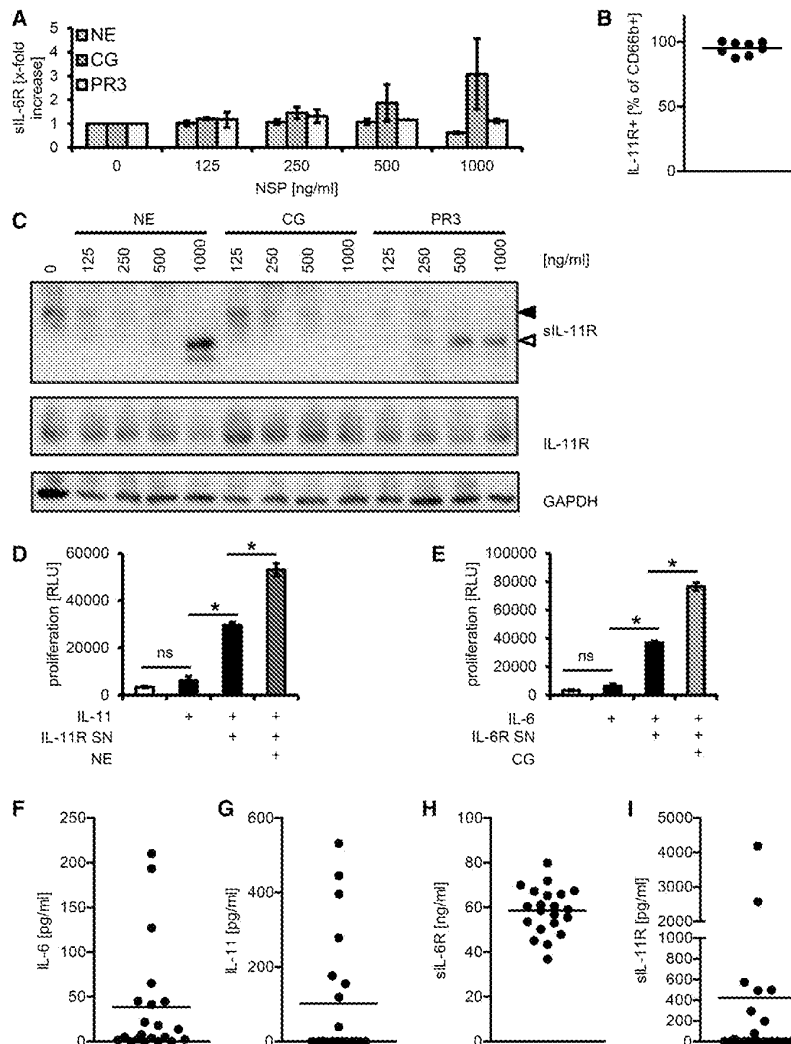 A
sIL-6R [x-fold increase]
5
4
3
2
1
0
NE
CG
PR3
0 125 250 500 1000
NSP [ng/ml]
B
IL-11R+ [% of CD66b+]
100
50
0
C
NE CG PR3
0 125 250 500 1000 125 250 500 1000 125 250 500 1000 [ng/ml]
sIL-11R
IL-11R
GAPDH
D
proliferation [RLU]
60000
40000
20000
0
ns * *
IL-11 + + +
IL-11R SN + +
NE +
E
proliferation [RLU]
100000
80000
60000
40000
20000
0
ns * *
IL-6 + + +
IL-6R SN + +
CG +
F
IL-6 [pg/ml]
250
200
150
100
50
0
G
IL-11 [pg/ml]
600
400
200
0
H
sIL-6R [ng/ml]
100
80
60
40
20
0
I
sIL-11R [pg/ml]
5000
4000
3000
2000
1000
800
600
400
200
0